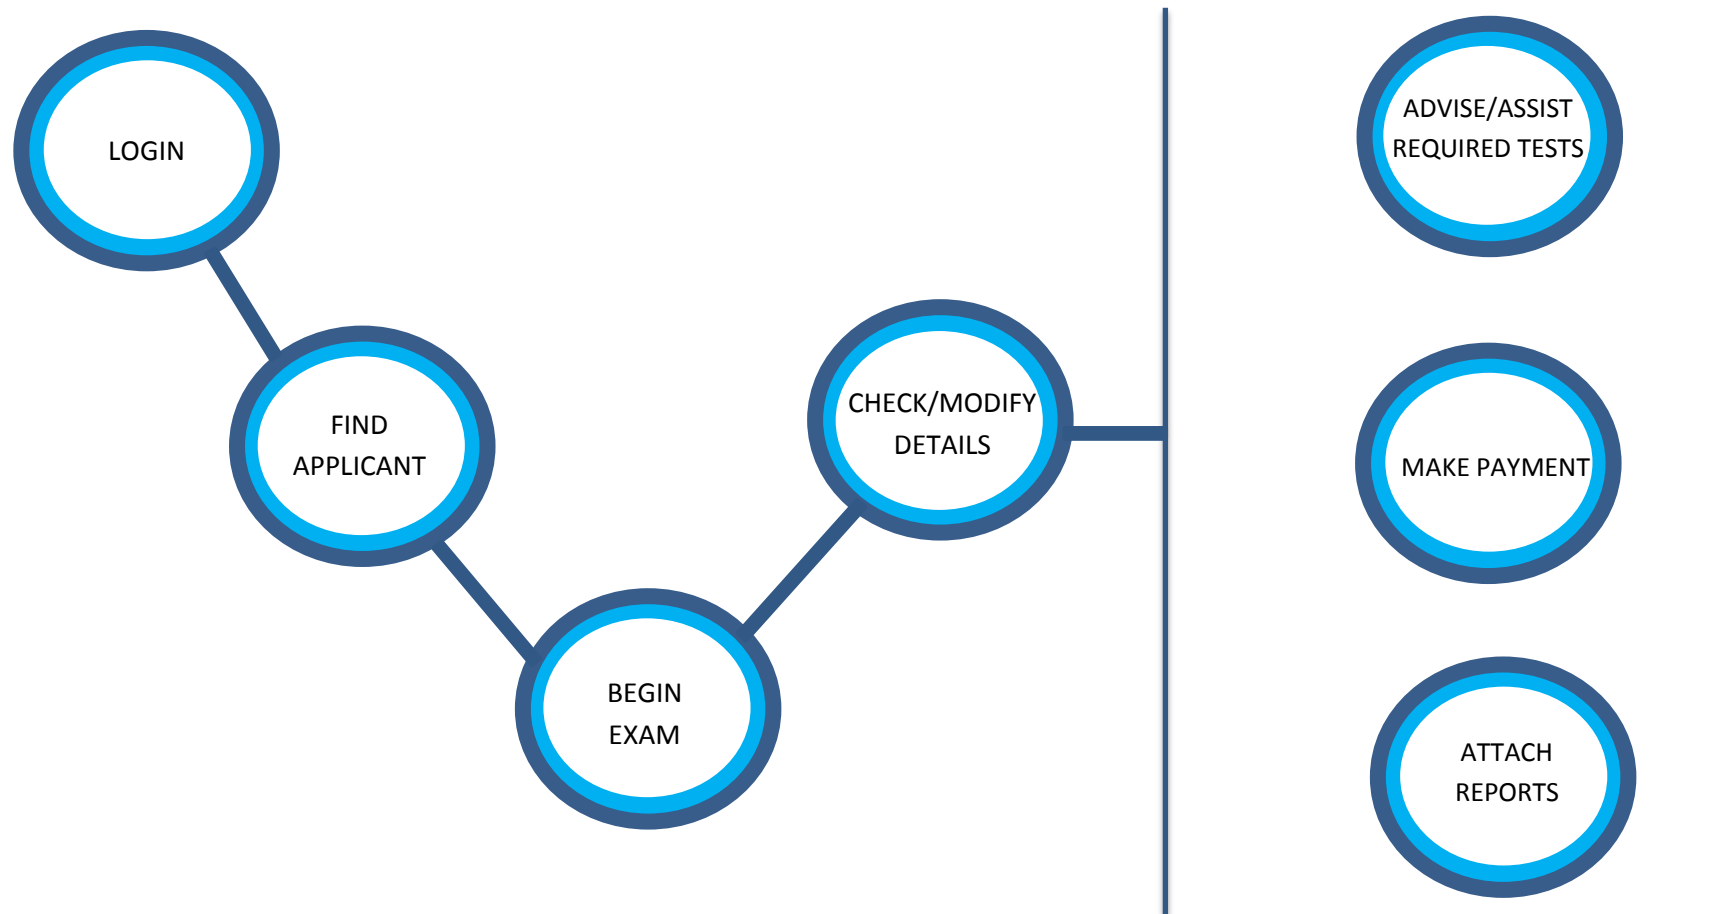 LOGIN
FIND
APPLICANT
BEGIN
EXAM
CHECK/MODIFY
DETAILS
ADVISE/ASSIST
REQUIRED TESTS
MAKE PAYMENT
ATTACH
REPORTS